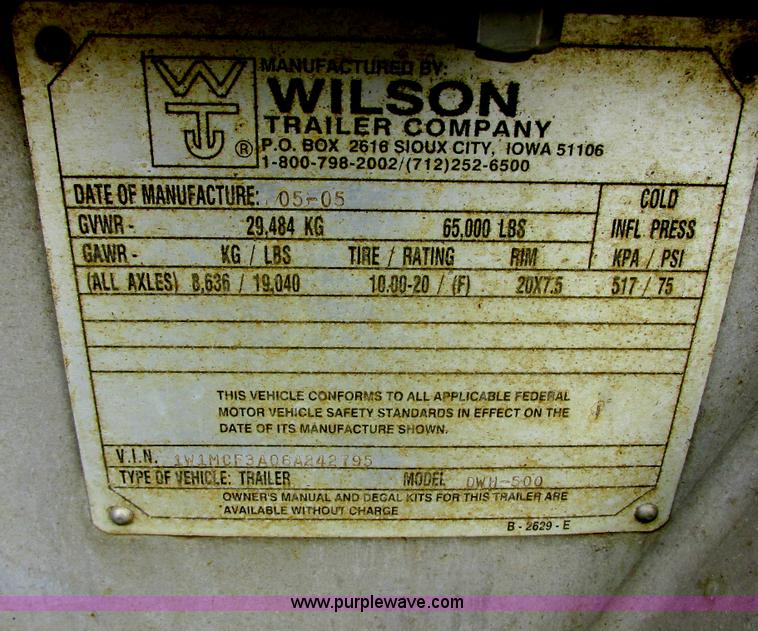 WTJ ®
MANUFACTURED BY:
WILSON
TRAILER COMPANY
P.O. BOX 2616 SIOUX CITY, IOWA 51106
1-800-798-2002/(712)252-6500
DATE OF MANUFACTURE: 05-05
COLD
GVWR - 29,484 KG 65,000 LBS
INFL PRESS
GAWR - KG / LBS TIRE / RATING RIM KPA / PSI
(ALL AXLES) 8,636 / 19,040 10.00-20 / (F) 20X7.5 517 / 75
THIS VEHICLE CONFORMS TO ALL APPLICABLE FEDERAL
MOTOR VEHICLE SAFETY STANDARDS IN EFFECT ON THE
DATE OF ITS MANUFACTURE SHOWN.
V.I.N. 1W1MCF3A06A242795
TYPE OF VEHICLE: TRAILER MODEL DWH-500
OWNER'S MANUAL AND DECAL KITS FOR THIS TRAILER ARE
AVAILABLE WITHOUT CHARGE
B - 2629 - E
www.purplewave.com